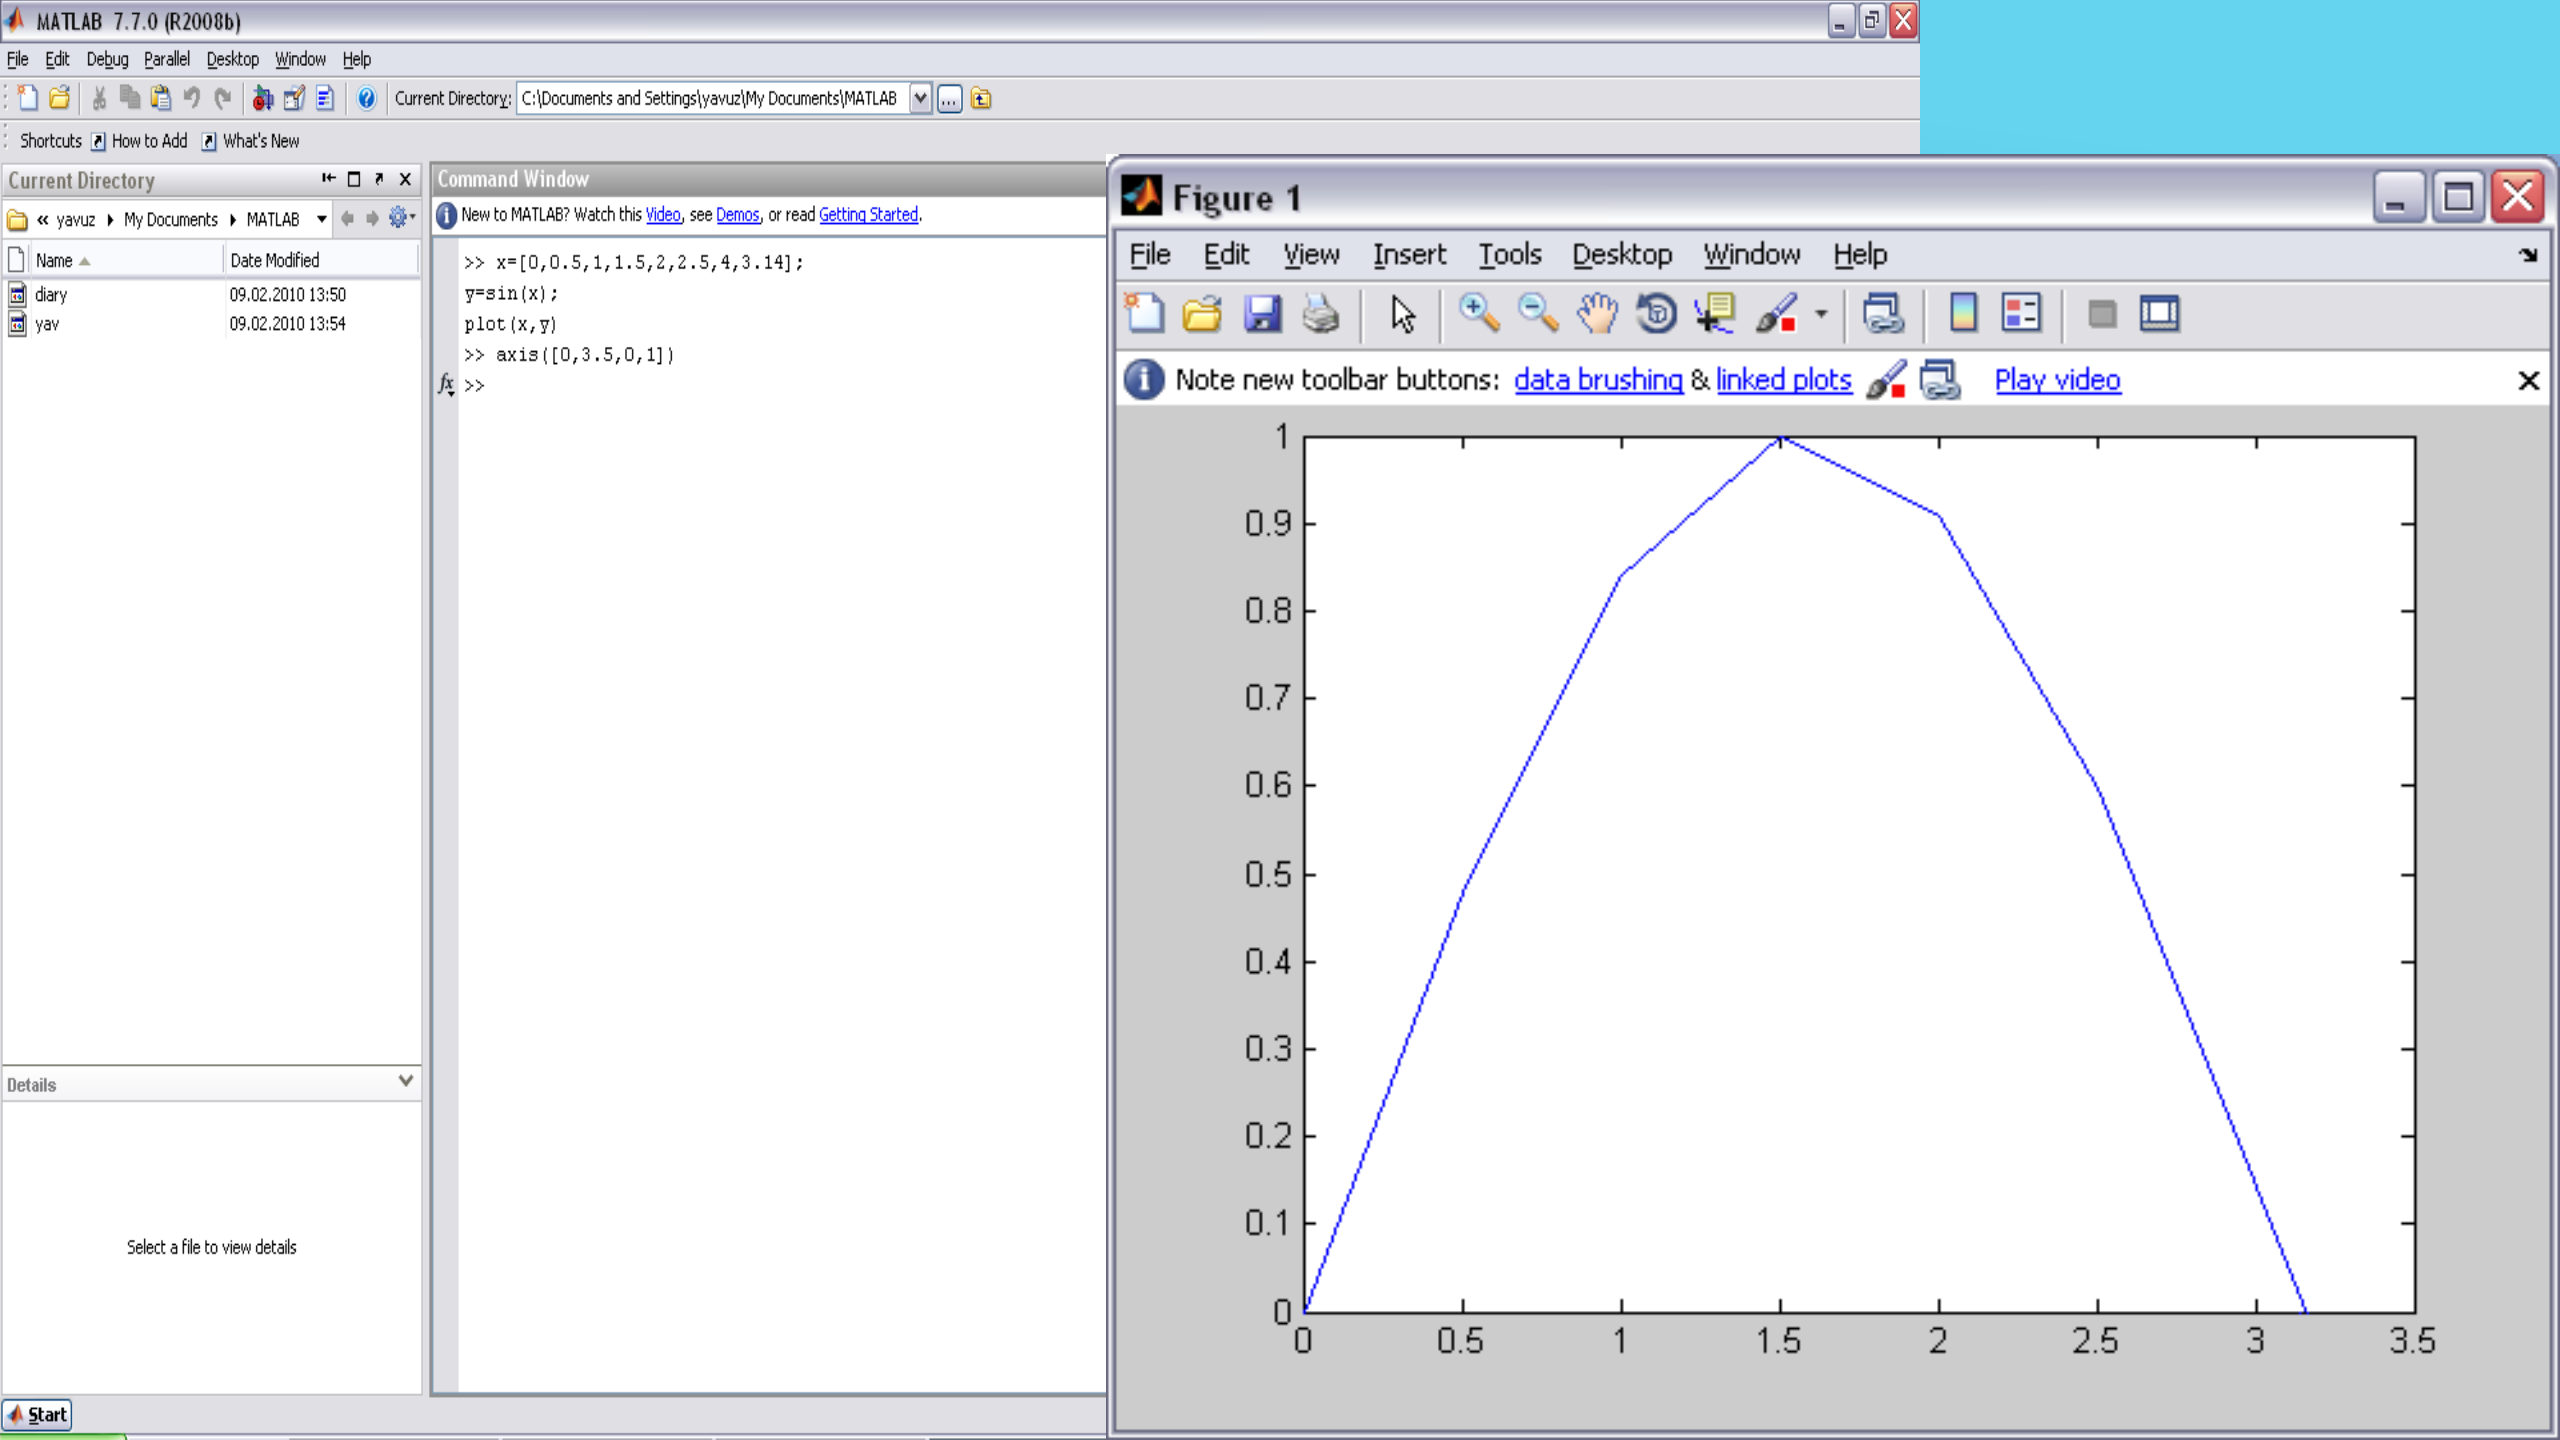 MATLAB 7.7.0 (R2008b)
File Edit Debug Parallel Desktop Window Help
Current Directory: C:\Documents and Settings\yavuz\My Documents\MATLAB ...
Shortcuts How to Add What's New
Current Directory
« yavuz My Documents MATLAB
Name Date Modified
diary 09.02.2010 13:50
yav 09.02.2010 13:54
Details
Select a file to view details
Start
Command Window
New to MATLAB? Watch this Video, see Demos, or read Getting Started.
>> x=[0,0.5,1,1.5,2,2.5,4,3.14];
y=sin(x);
plot(x,y)
>> axis([0,3.5,0,1])
fx >>
Figure 1
File Edit View Insert Tools Desktop Window Help
Note new toolbar buttons: data brushing & linked plots Play video
1
0.9
0.8
0.7
0.6
0.5
0.4
0.3
0.2
0.1
0
0 0.5 1 1.5 2 2.5 3 3.5